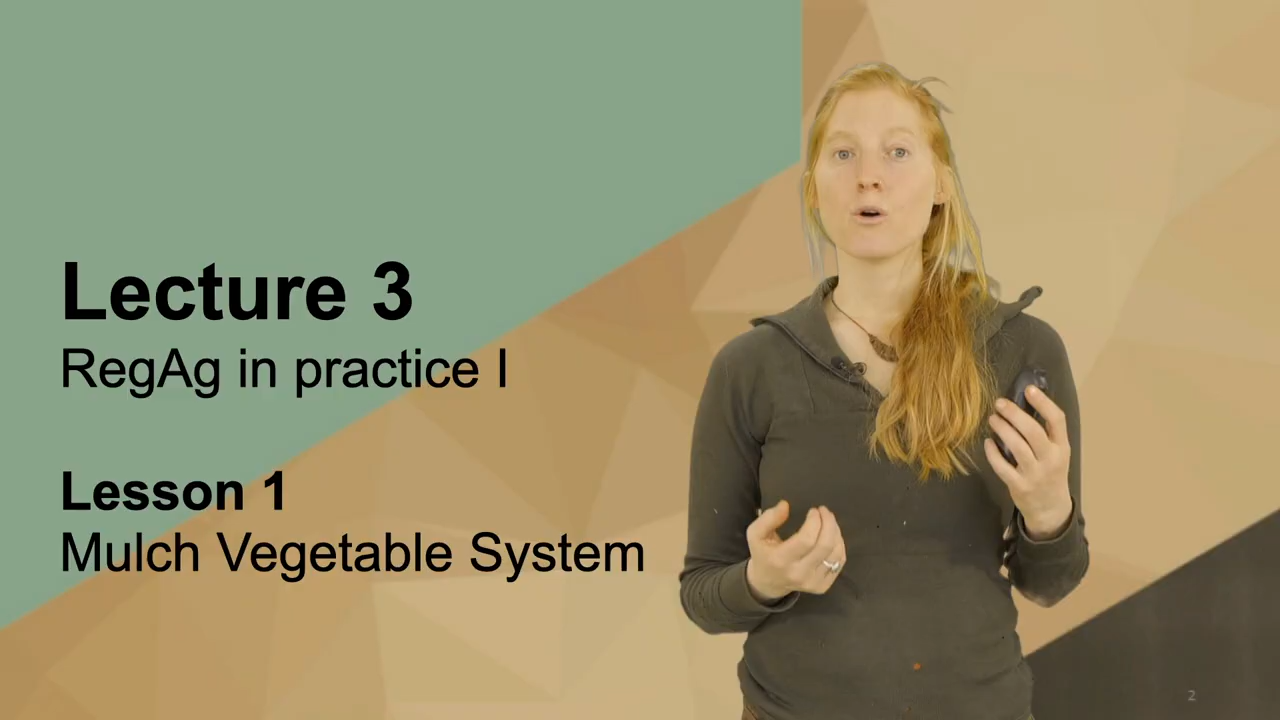 Lecture 3
RegAg in practice I
Lesson 1
Mulch Vegetable System
2